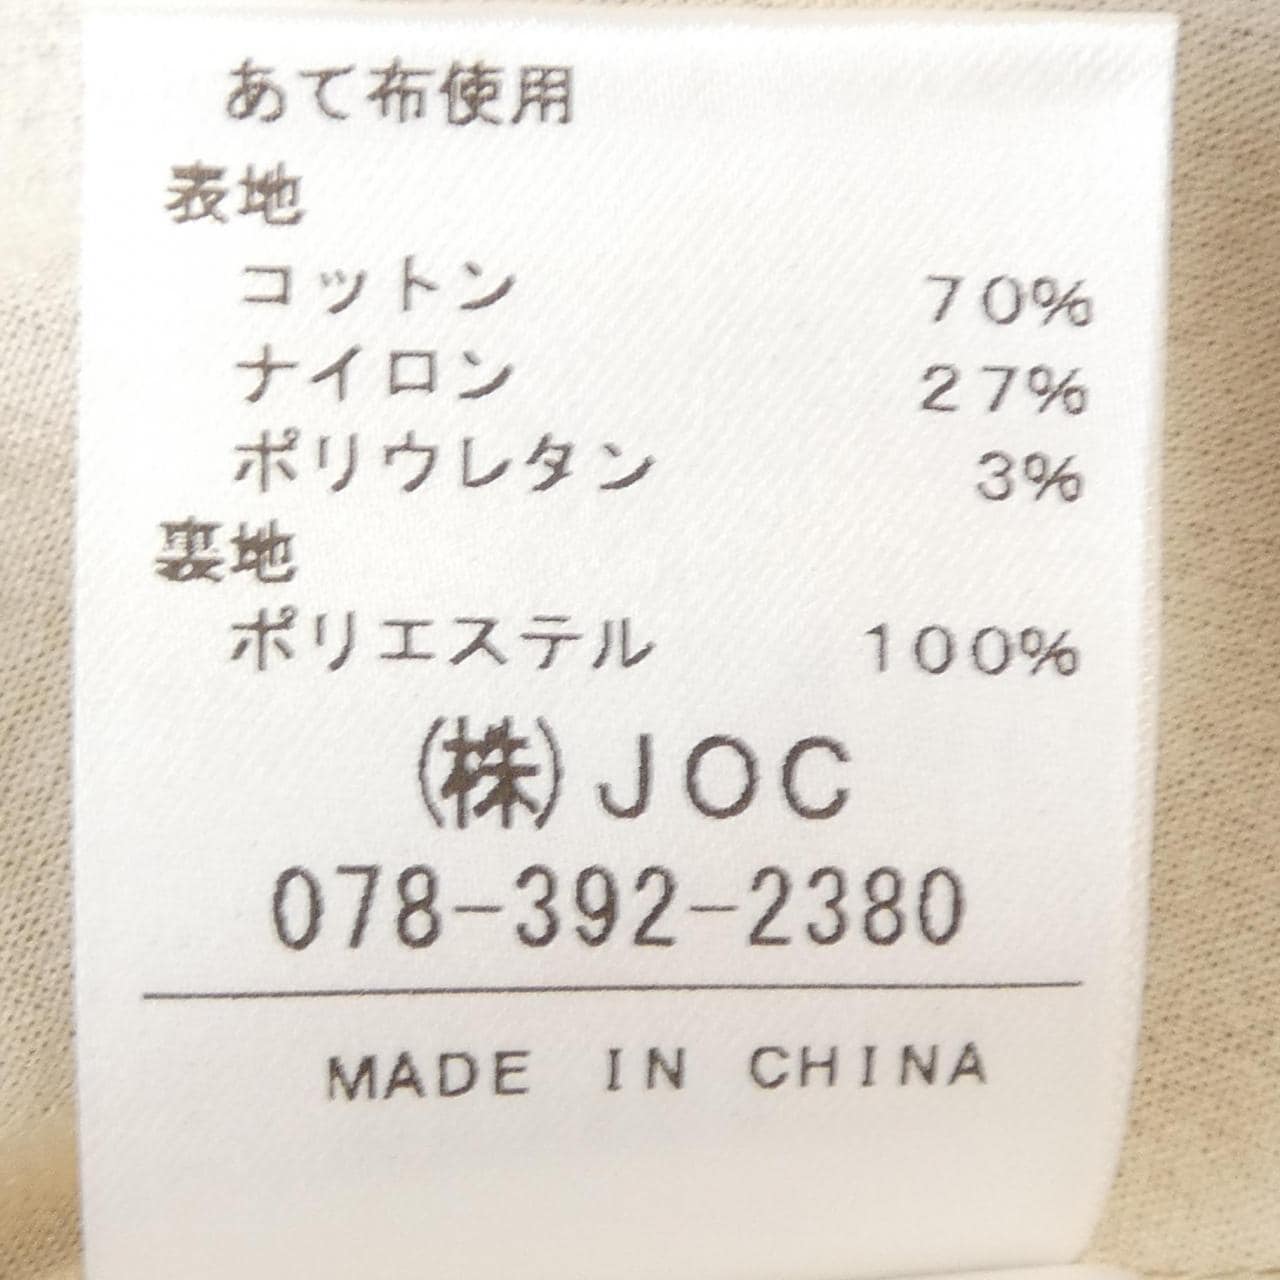 あて布使用
表地
コットン 70%
ナイロン 27%
ポリウレタン 3%
裏地
ポリエステル 100%
(株)JOC
078-392-2380
MADE IN CHINA